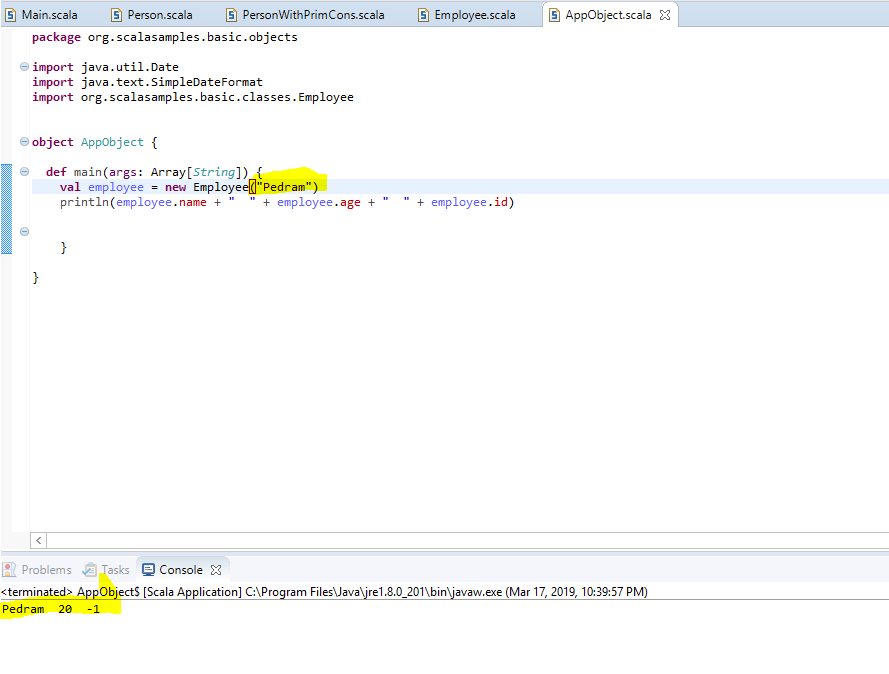 Main.scala Person.scala PersonWithPrimCons.scala Employee.scala AppObject.scala
package org.scalasamples.basic.objects
import java.util.Date
import java.text.SimpleDateFormat
import org.scalasamples.basic.classes.Employee
object AppObject {
def main(args: Array[String]) {
val employee = new Employee("Pedram")
println(employee.name + "  " + employee.age + "  " + employee.id)
}
}
Problems Tasks Console
<terminated> AppObject$ [Scala Application] C:\Program Files\Java\jre1.8.0_201\bin\javaw.exe (Mar 17, 2019, 10:39:57 PM)
Pedram  20  -1